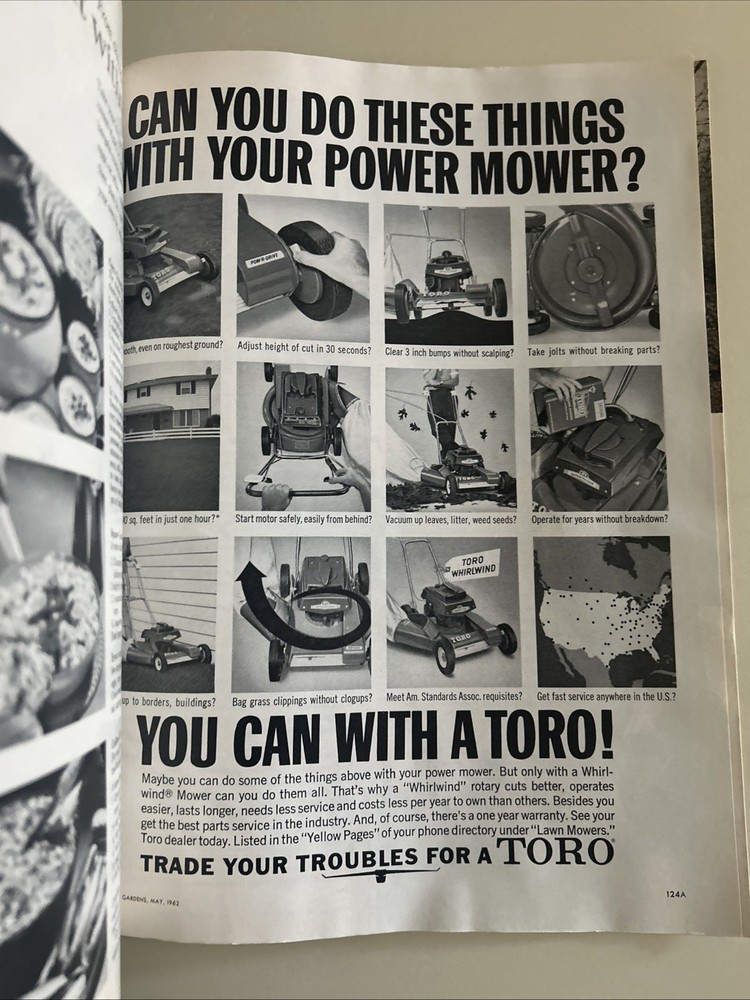 CAN YOU DO THESE THINGS
WITH YOUR POWER MOWER?
POW-R-DRIVE
TORO
even on roughest ground?
Adjust height of cut in 30 seconds?
Clear 3 inch bumps without scalping?
Take jolts without breaking parts?
sq. feet in just one hour?*
Start motor safely, easily from behind?
TORO
Vacuum up leaves, litter, weed seeds?
Operate for years without breakdown?
TORO
WHIRLWIND
TORO
up to borders, buildings?
Bag grass clippings without clogups?
Meet Am. Standards Assoc. requisites?
Get fast service anywhere in the U.S.?
YOU CAN WITH A TORO!
Maybe you can do some of the things above with your power mower. But only with a Whirl-
wind® Mower can you do them all. That's why a "Whirlwind" rotary cuts better, operates
easier, lasts longer, needs less service and costs less per year to own than others. Besides you
get the best parts service in the industry. And, of course, there's a one year warranty. See your
Toro dealer today. Listed in the "Yellow Pages" of your phone directory under "Lawn Mowers."
TRADE YOUR TROUBLES FOR A TORO®
GARDENS, MAY, 1962
124A